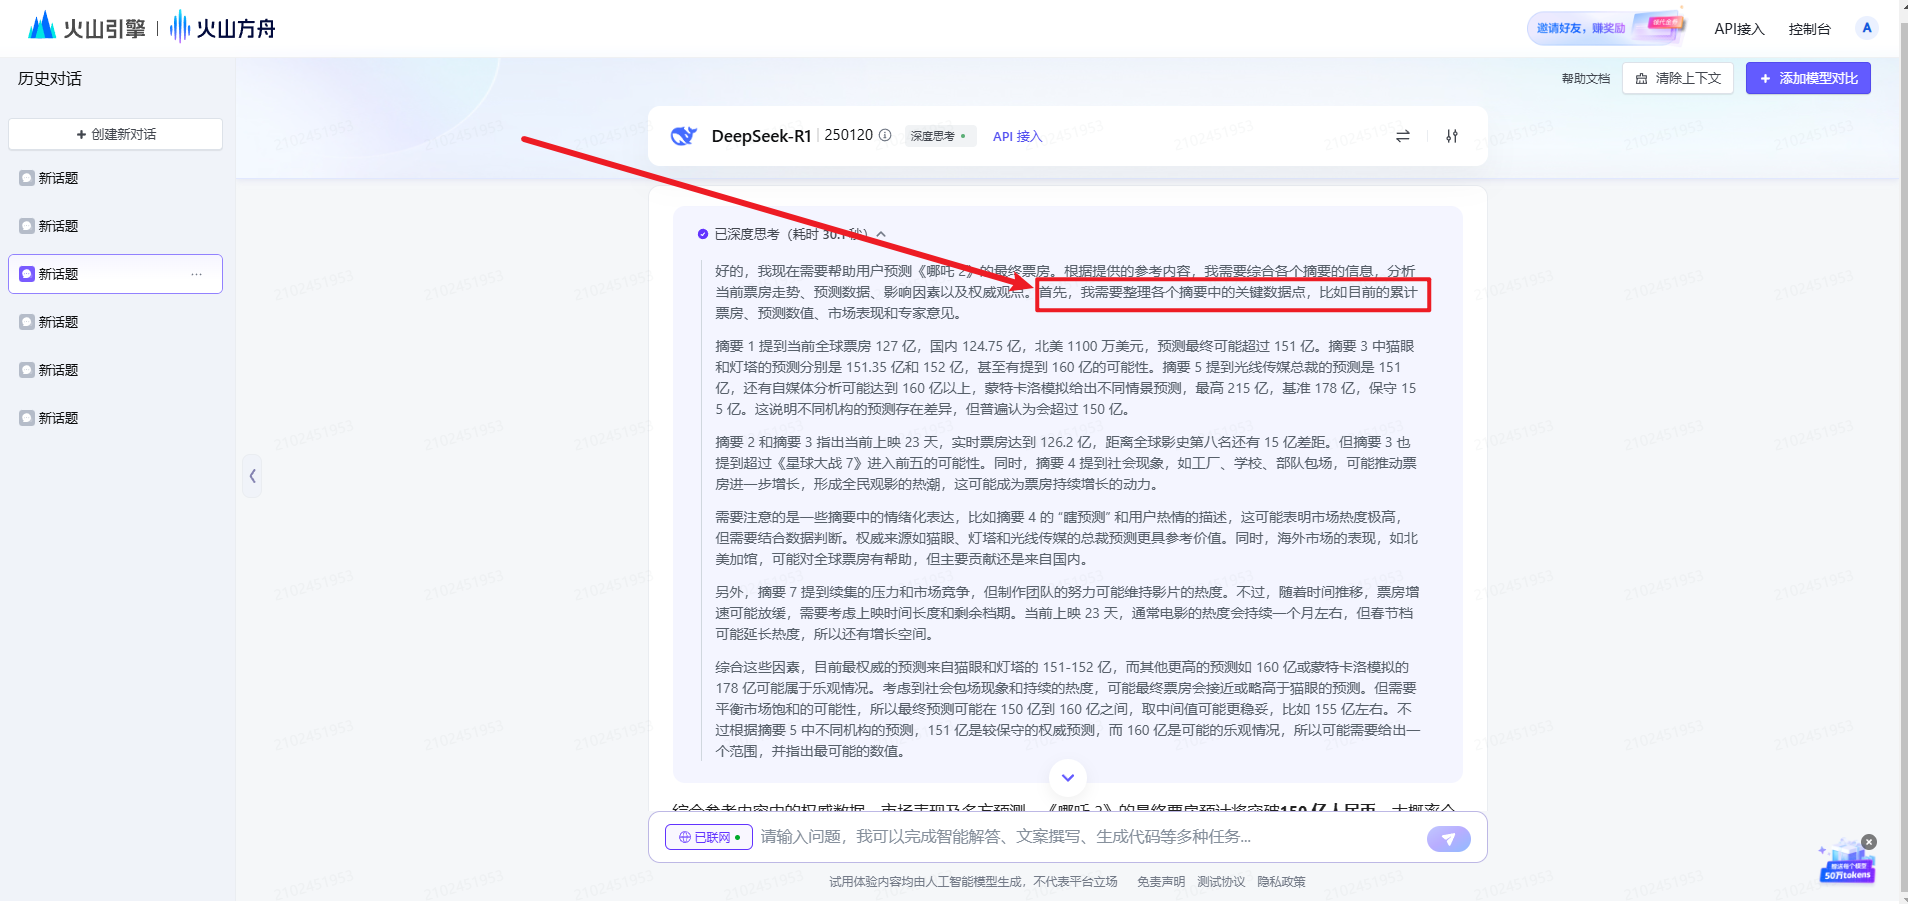 火山引擎 | 火山方舟
邀请好友，赚奖励
API接入
控制台
A
历史对话
帮助文档
清除上下文
+ 添加模型对比
+ 创建新对话
新话题
新话题
新话题 ···
新话题
新话题
新话题
DeepSeek-R1 | 250120 深度思考 API 接入
已深度思考（耗时 30.1 秒）
好的，我现在需要帮助用户预测《哪吒 2》的最终票房。根据提供的参考内容，我需要综合各个摘要的信息，分析
当前票房走势、预测数据、影响因素以及权威观点。首先，我需要整理各个摘要中的关键数据点，比如目前的累计
票房、预测数值、市场表现和专家意见。
摘要 1 提到当前全球票房 127 亿，国内 124.75 亿，北美 1100 万美元，预测最终可能超过 151 亿。摘要 3 中猫眼
和灯塔的预测分别是 151.35 亿和 152 亿，甚至有提到 160 亿的可能性。摘要 5 提到光线传媒总裁的预测是 151
亿，还有自媒体分析可能达到 160 亿以上，蒙特卡洛模拟给出不同情景预测，最高 215 亿，基准 178 亿，保守 15
5 亿。这说明不同机构的预测存在差异，但普遍认为会超过 150 亿。
摘要 2 和摘要 3 指出当前上映 23 天，实时票房达到 126.2 亿，距离全球影史第八名还有 15 亿差距。但摘要 3 也
提到超过《星球大战 7》进入前五的可能性。同时，摘要 4 提到社会现象，如工厂、学校、部队包场，可能推动票
房进一步增长，形成全民观影的热潮，这可能成为票房持续增长的动力。
需要注意的是一些摘要中的情绪化表达，比如摘要 4 的 “瞎预测” 和用户热情的描述，这可能表明市场热度极高，
但需要结合数据判断。权威来源如猫眼、灯塔和光线传媒的总裁预测更具参考价值。同时，海外市场的表现，如北
美加馆，可能对全球票房有帮助，但主要贡献还是来自国内。
另外，摘要 7 提到续集的压力和市场竞争，但制作团队的努力可能维持影片的热度。不过，随着时间推移，票房增
速可能放缓，需要考虑上映时间长度和剩余档期。当前上映 23 天，通常电影的热度会持续一个月左右，但春节档
可能延长热度，所以还有增长空间。
综合这些因素，目前最权威的预测来自猫眼和灯塔的 151-152 亿，而其他更高的预测如 160 亿或蒙特卡洛模拟的
178 亿可能属于乐观情况。考虑到社会包场现象和持续的热度，可能最终票房会接近或略高于猫眼的预测。但需要
平衡市场饱和的可能性，所以最终预测可能在 150 亿到 160 亿之间，取中间值可能更稳妥，比如 155 亿左右。不
过根据摘要 5 中不同机构的预测，151 亿是较保守的权威预测，而 160 亿是可能的乐观情况，所以可能需要给出一
个范围，并指出最可能的数值。
综合参考内容中的权威数据、市场表现及多方预测，《哪吒 2》的最终票房预计将突破150 亿人民币，大概率会
已联网
请输入问题，我可以完成智能解答、文案撰写、生成代码等多种任务...
试用体验内容均由人工智能模型生成，不代表平台立场 免责声明 测试协议 隐私政策
50万tokens
2102451953